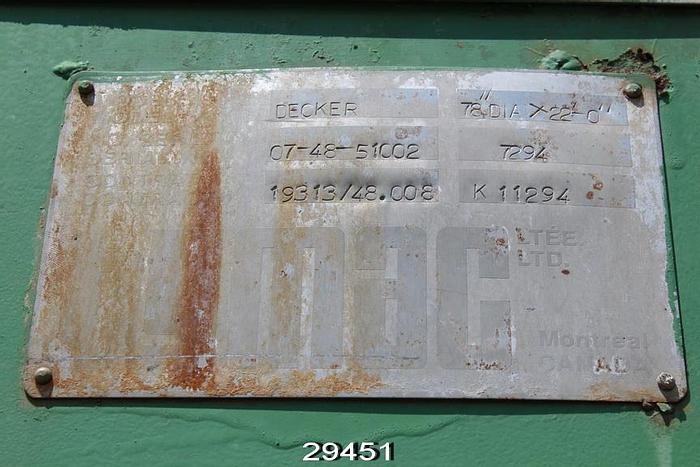 DECKER 78" DIA X 22'-0"
07-48-51002 7294
19313/48.008 K 11294
LTÉE.
LTD.
Montreal
CANADA
29451